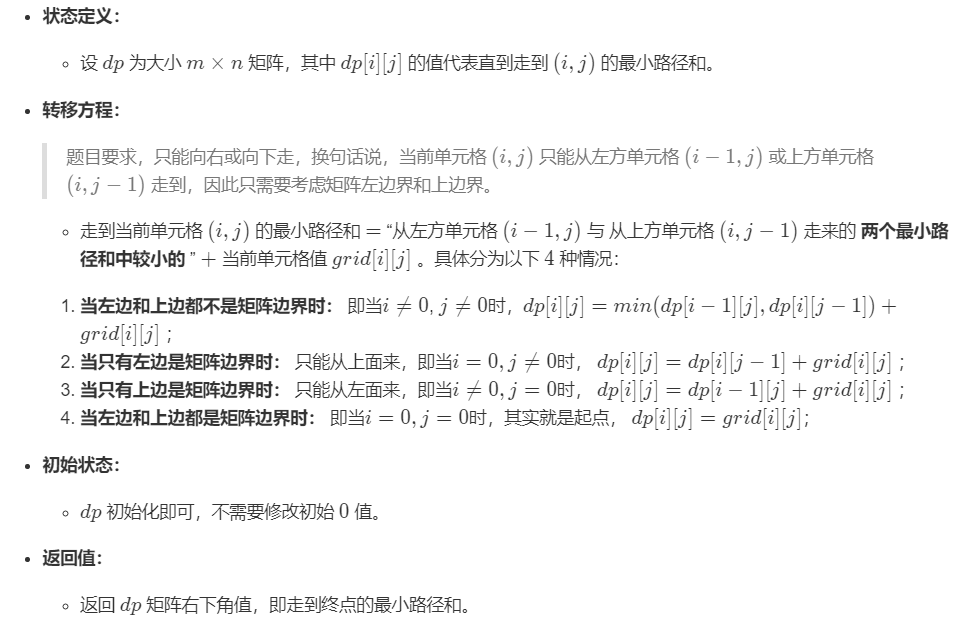 • 状态定义：
◦ 设 dp 为大小 m × n 矩阵，其中 dp[i][j] 的值代表直到走到 (i, j) 的最小路径和。
• 转移方程：
题目要求，只能向右或向下走，换句话说，当前单元格 (i, j) 只能从左方单元格 (i − 1, j) 或上方单元格
(i, j − 1) 走到，因此只需要考虑矩阵左边界和上边界。
◦ 走到当前单元格 (i, j) 的最小路径和 = “从左方单元格 (i − 1, j) 与 从上方单元格 (i, j − 1) 走来的 两个最小路
径和中较小的 ” + 当前单元格值 grid[i][j] 。具体分为以下 4 种情况：
1. 当左边和上边都不是矩阵边界时： 即当i ≠ 0, j ≠ 0时，dp[i][j] = min(dp[i − 1][j], dp[i][j − 1]) +
grid[i][j] ；
2. 当只有左边是矩阵边界时： 只能从上面来，即当i = 0, j ≠ 0时， dp[i][j] = dp[i][j − 1] + grid[i][j] ；
3. 当只有上边是矩阵边界时： 只能从左面来，即当i ≠ 0, j = 0时， dp[i][j] = dp[i − 1][j] + grid[i][j] ；
4. 当左边和上边都是矩阵边界时： 即当i = 0, j = 0时，其实就是起点， dp[i][j] = grid[i][j]；
• 初始状态：
◦ dp 初始化即可，不需要修改初始 0 值。
• 返回值：
◦ 返回 dp 矩阵右下角值，即走到终点的最小路径和。